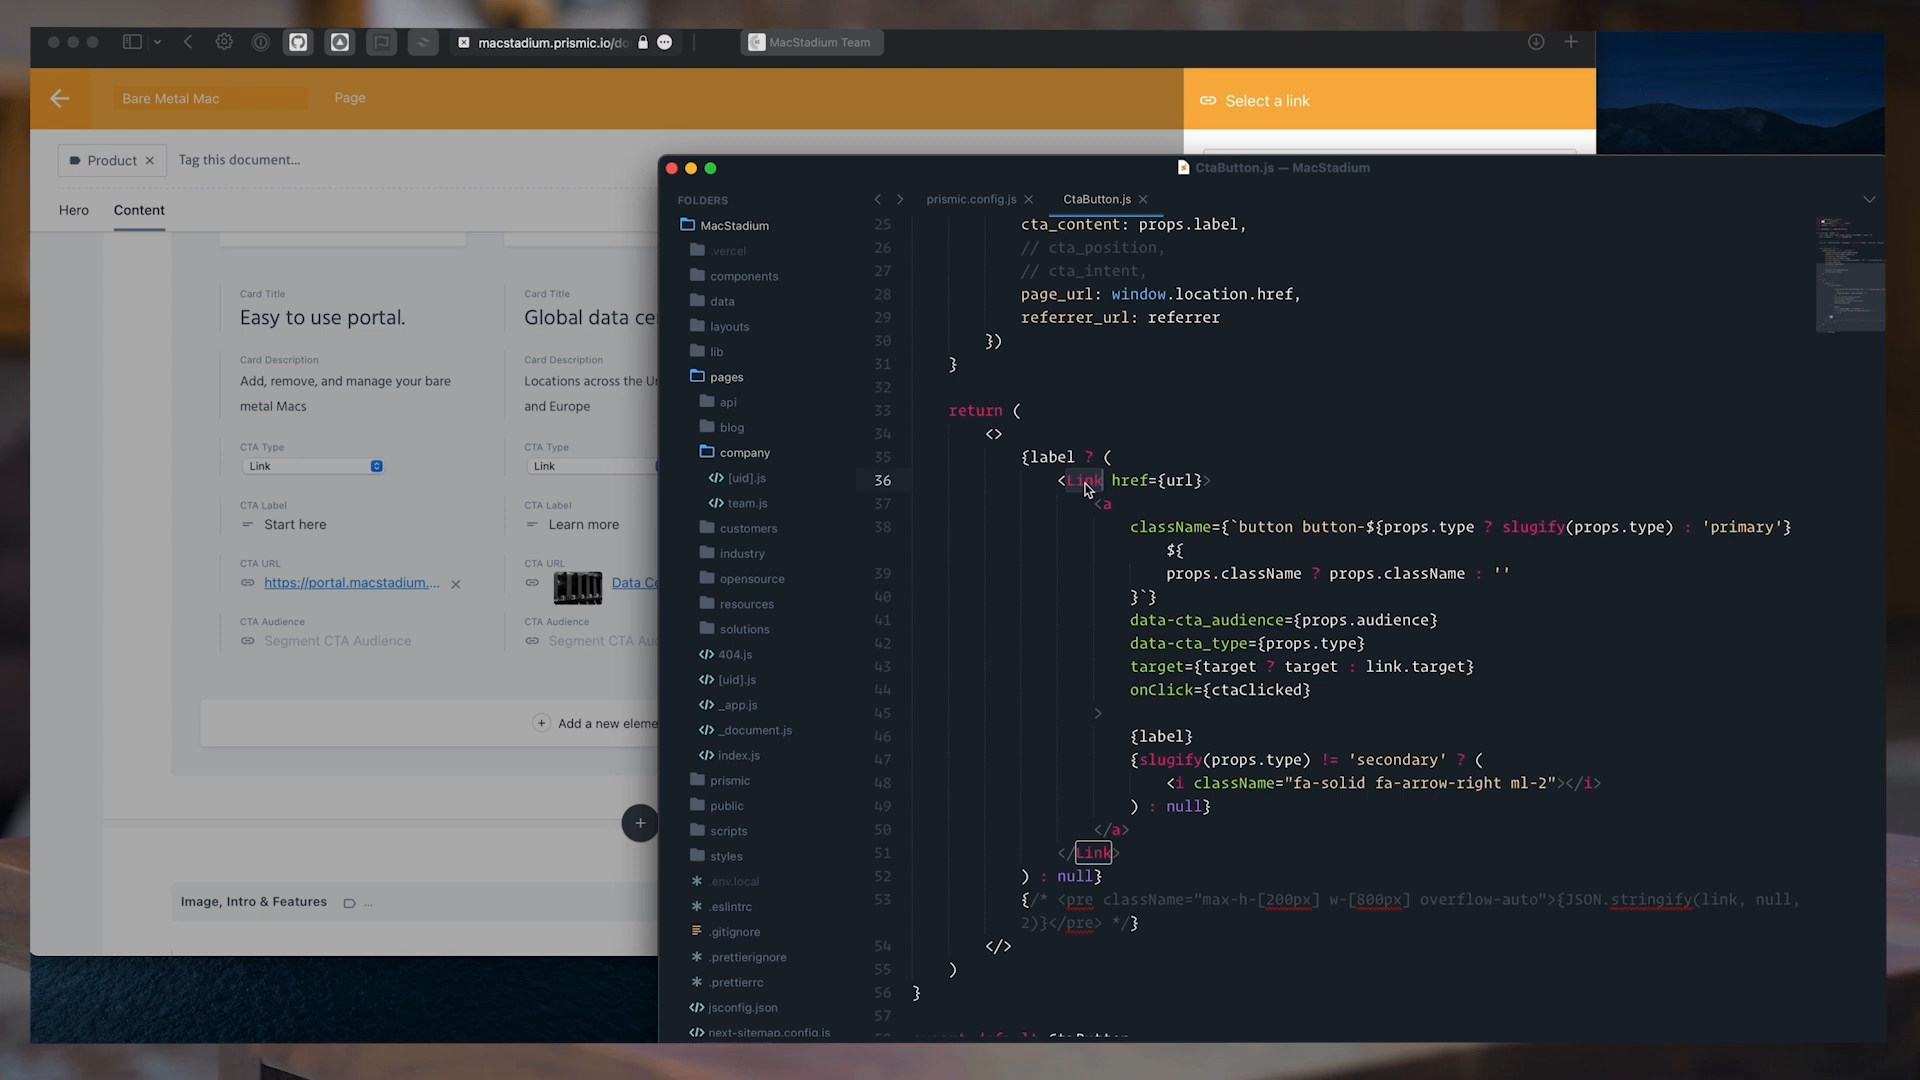 macstadium.prismic.io/do
MacStadium Team
Bare Metal Mac
Page
Select a link
Product
Tag this document...
Hero
Content
Card Title
Easy to use portal.
Card Description
Add, remove, and manage your bare
metal Macs
CTA Type
Link
CTA Label
Start here
CTA URL
https://portal.macstadium....
CTA Audience
Segment CTA Audience
Card Title
Global data ce
Card Description
Locations across the U
and Europe
CTA Type
Link
CTA Label
Learn more
CTA URL
Data Ce
CTA Audience
Segment CTA Au
Add a new eleme
Image, Intro & Features
...
CtaButton.js — MacStadium
FOLDERS
MacStadium
.vercel
components
data
layouts
lib
pages
api
blog
company
[uid].js
team.js
customers
industry
opensource
resources
solutions
404.js
[uid].js
_app.js
_document.js
index.js
prismic
public
scripts
styles
.env.local
.eslintrc
.gitignore
.prettierignore
.prettierrc
jsconfig.json
next-sitemap.config.js
prismic.config.js
CtaButton.js
25 cta_content: props.label,
26 // cta_position,
27 // cta_intent,
28 page_url: window.location.href,
29 referrer_url: referrer
30 })
31 }
32
33 return (
34 <>
35 {label ? (
36 <Link href={url}>
37 <a
38 className={`button button-${props.type ? slugify(props.type) : 'primary'}
${
39 props.className ? props.className : ''
40 }`}
41 data-cta_audience={props.audience}
42 data-cta_type={props.type}
43 target={target ? target : link.target}
44 onClick={ctaClicked}
45 >
46 {label}
47 {slugify(props.type) != 'secondary' ? (
48 <i className="fa-solid fa-arrow-right ml-2"></i>
49 ) : null}
50 </a>
51 </Link>
52 ) : null}
53 {/* <pre className="max-h-[200px] w-[800px] overflow-auto">{JSON.stringify(link, null,
2)}</pre> */}
54 </>
55 )
56 }
57